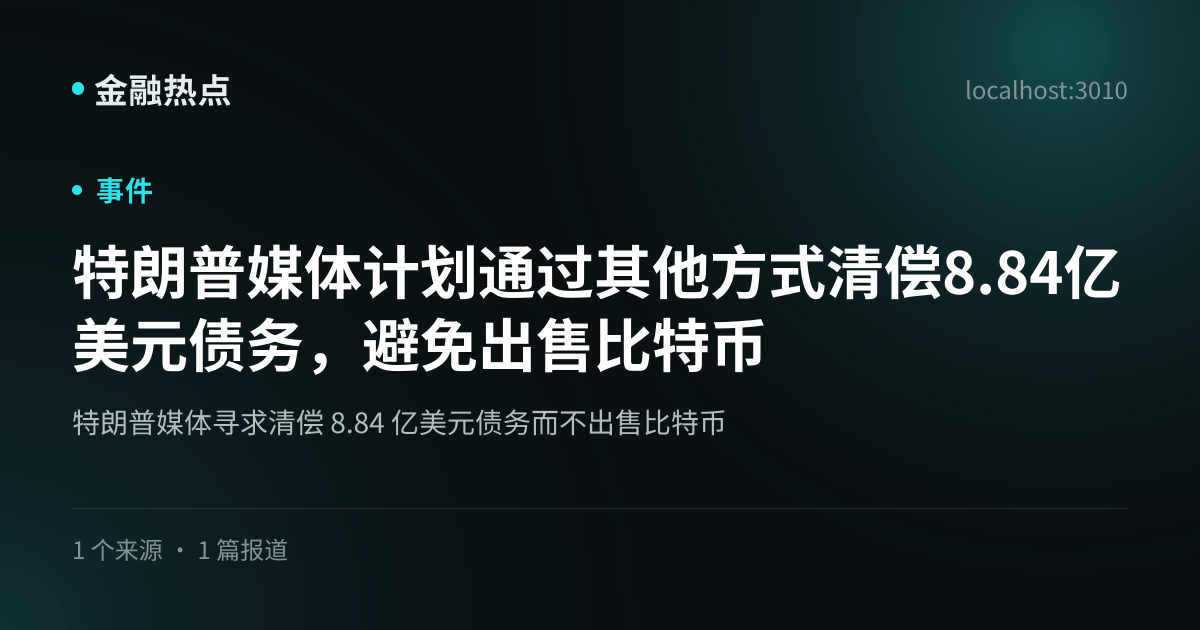 金融热点
localhost:3010
事件
特朗普媒体计划通过其他方式清偿8.84亿
美元债务，避免出售比特币
特朗普媒体寻求清偿 8.84 亿美元债务而不出售比特币
1 个来源 · 1 篇报道